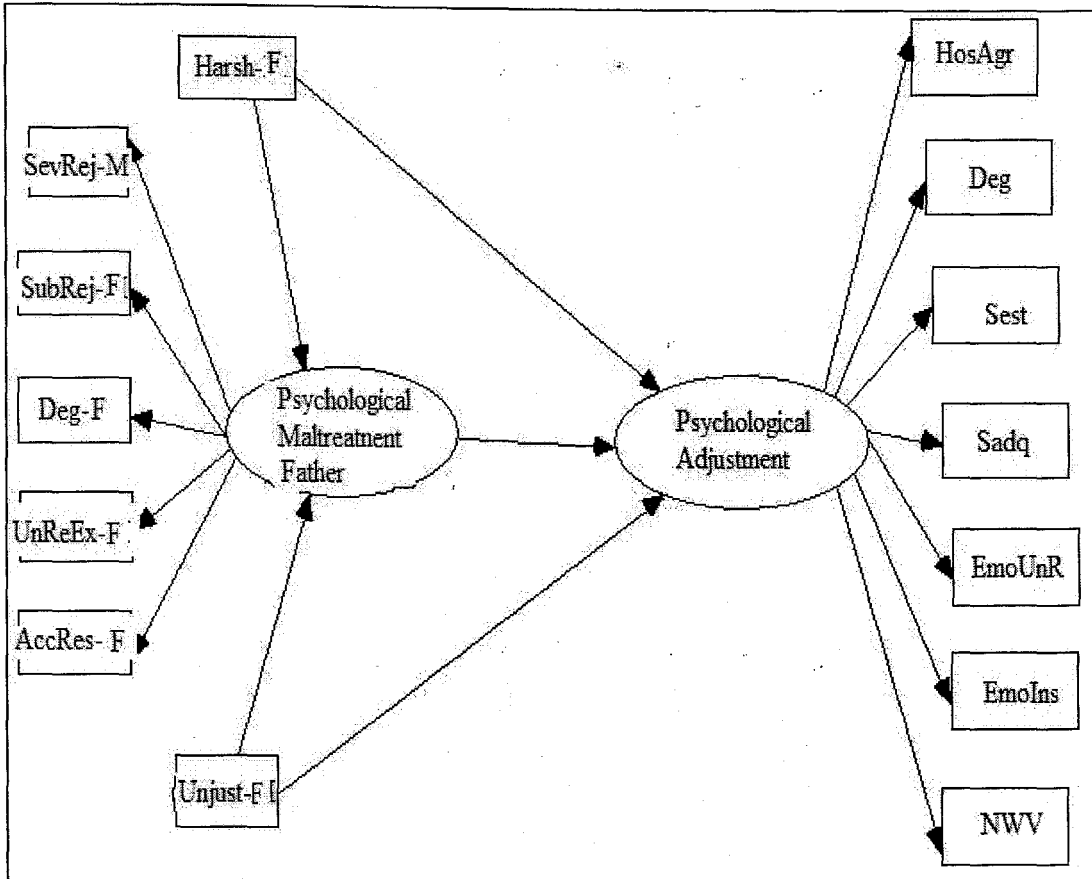 Harsh-F
SevRej-M
SubRej-F
Deg-F
UnReEx-F
AccRes-F
Unjust-F
Psychological
Maltreatment
Father
Psychological
Adjustment
HosAgr
Deg
Sest
Sadq
EmoUnR
EmoIns
NWV